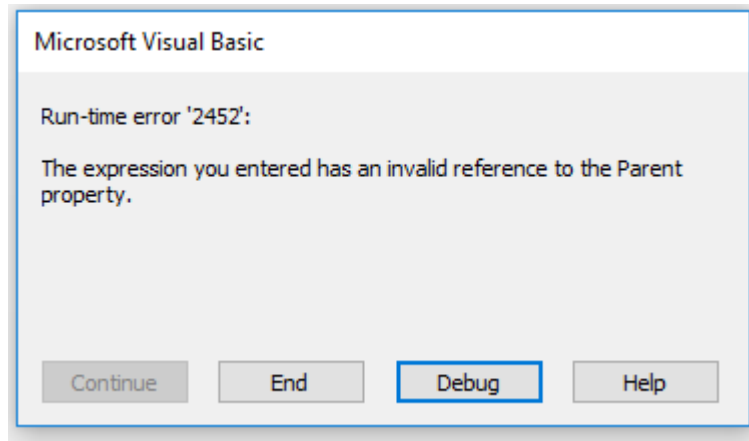 Microsoft Visual Basic
Run-time error '2452':
The expression you entered has an invalid reference to the Parent
property.
Continue
End
Debug
Help